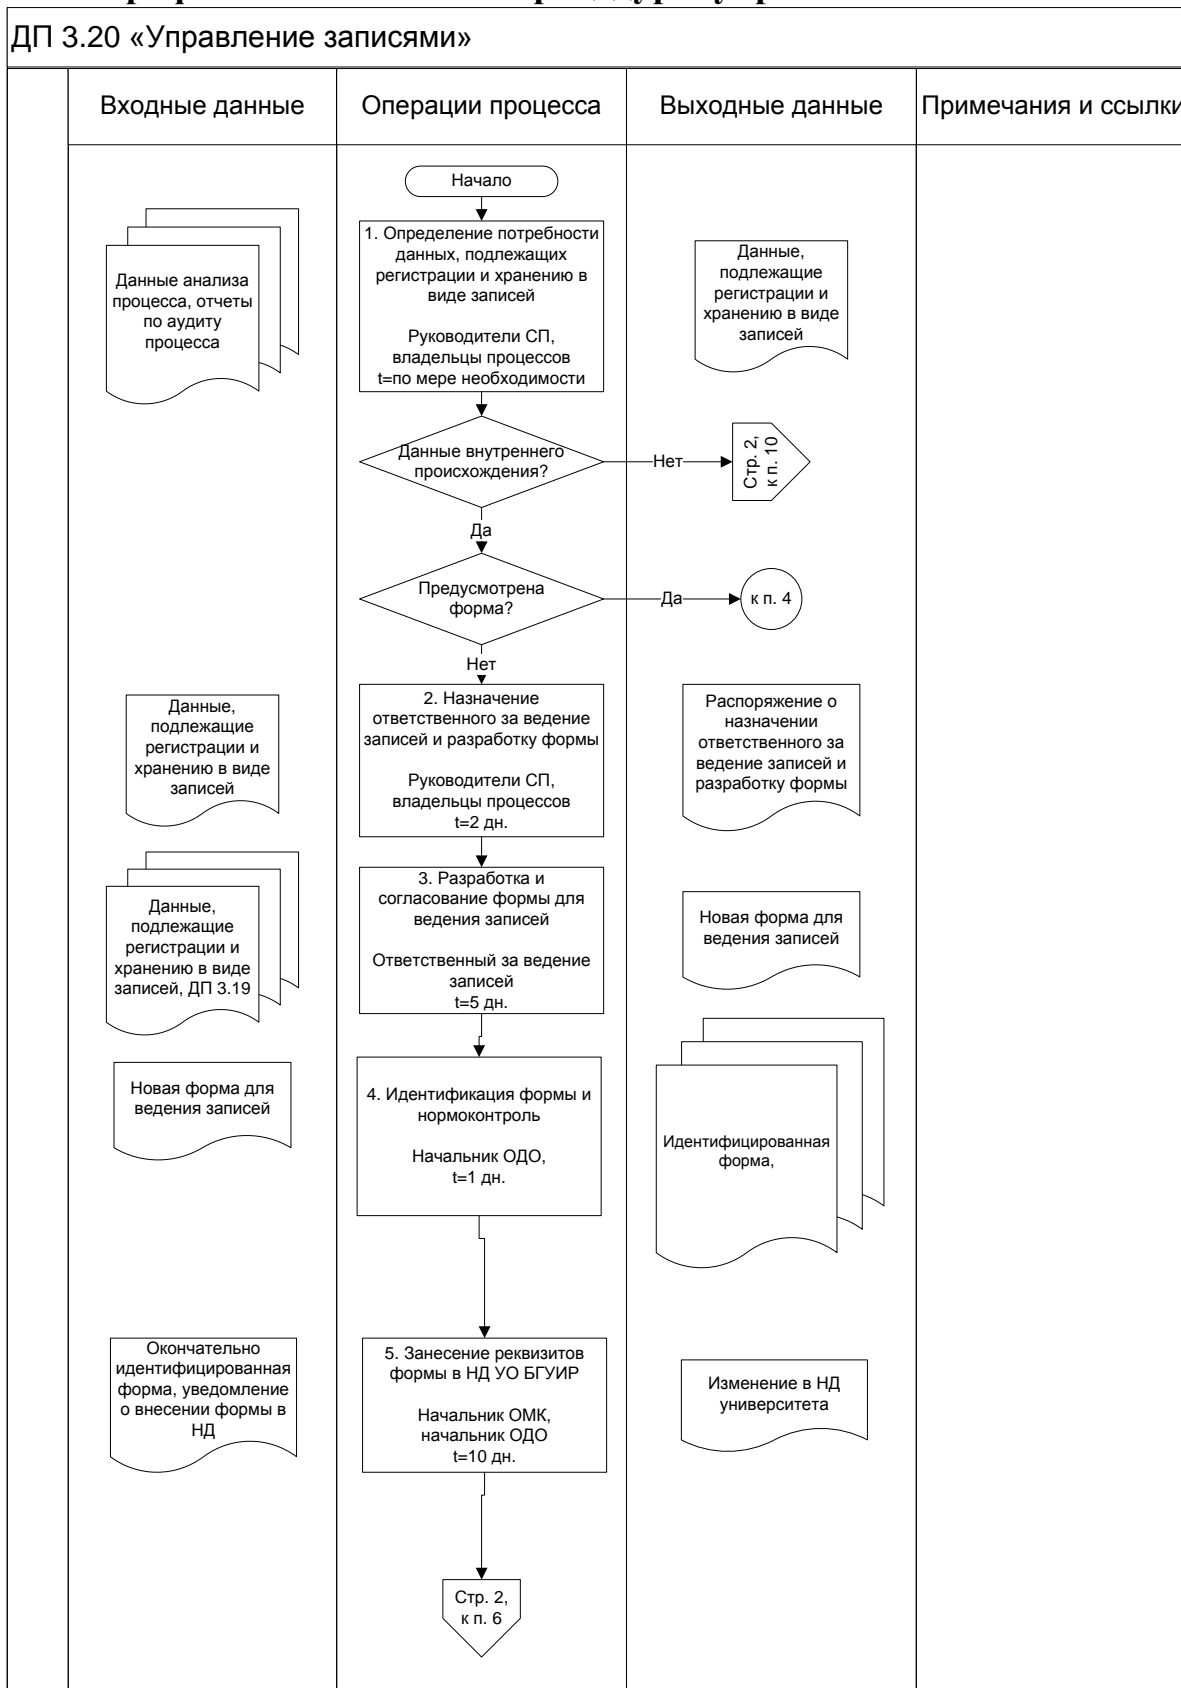 ДП 3.20 «Управление записями»
Входные данные
Операции процесса
Выходные данные
Примечания и ссылки
Начало
Данные анализа
процесса, отчеты
по аудиту
процесса
1. Определение потребности
данных, подлежащих
регистрации и хранению в
виде записей
Руководители СП,
владельцы процессов
t=по мере необходимости
Данные,
подлежащие
регистрации и
хранению в виде
записей
Данные внутреннего
происхождения?
Нет
Стр. 2,
к п. 10
Да
Предусмотрена
форма?
Да
к п. 4
Нет
Данные,
подлежащие
регистрации и
хранению в виде
записей
2. Назначение
ответственного за ведение
записей и разработку формы
Руководители СП,
владельцы процессов
t=2 дн.
Распоряжение о
назначении
ответственного за
ведение записей и
разработку формы
Данные,
подлежащие
регистрации и
хранению в виде
записей, ДП 3.19
3. Разработка и
согласование формы для
ведения записей
Ответственный за ведение
записей
t=5 дн.
Новая форма для
ведения записей
Новая форма для
ведения записей
4. Идентификация формы и
нормоконтроль
Начальник ОДО,
t=1 дн.
Идентифицированная
форма,
Окончательно
идентифицированная
форма, уведомление
о внесении формы в
НД
5. Занесение реквизитов
формы в НД УО БГУИР
Начальник ОМК,
начальник ОДО
t=10 дн.
Изменение в НД
университета
Стр. 2,
к п. 6